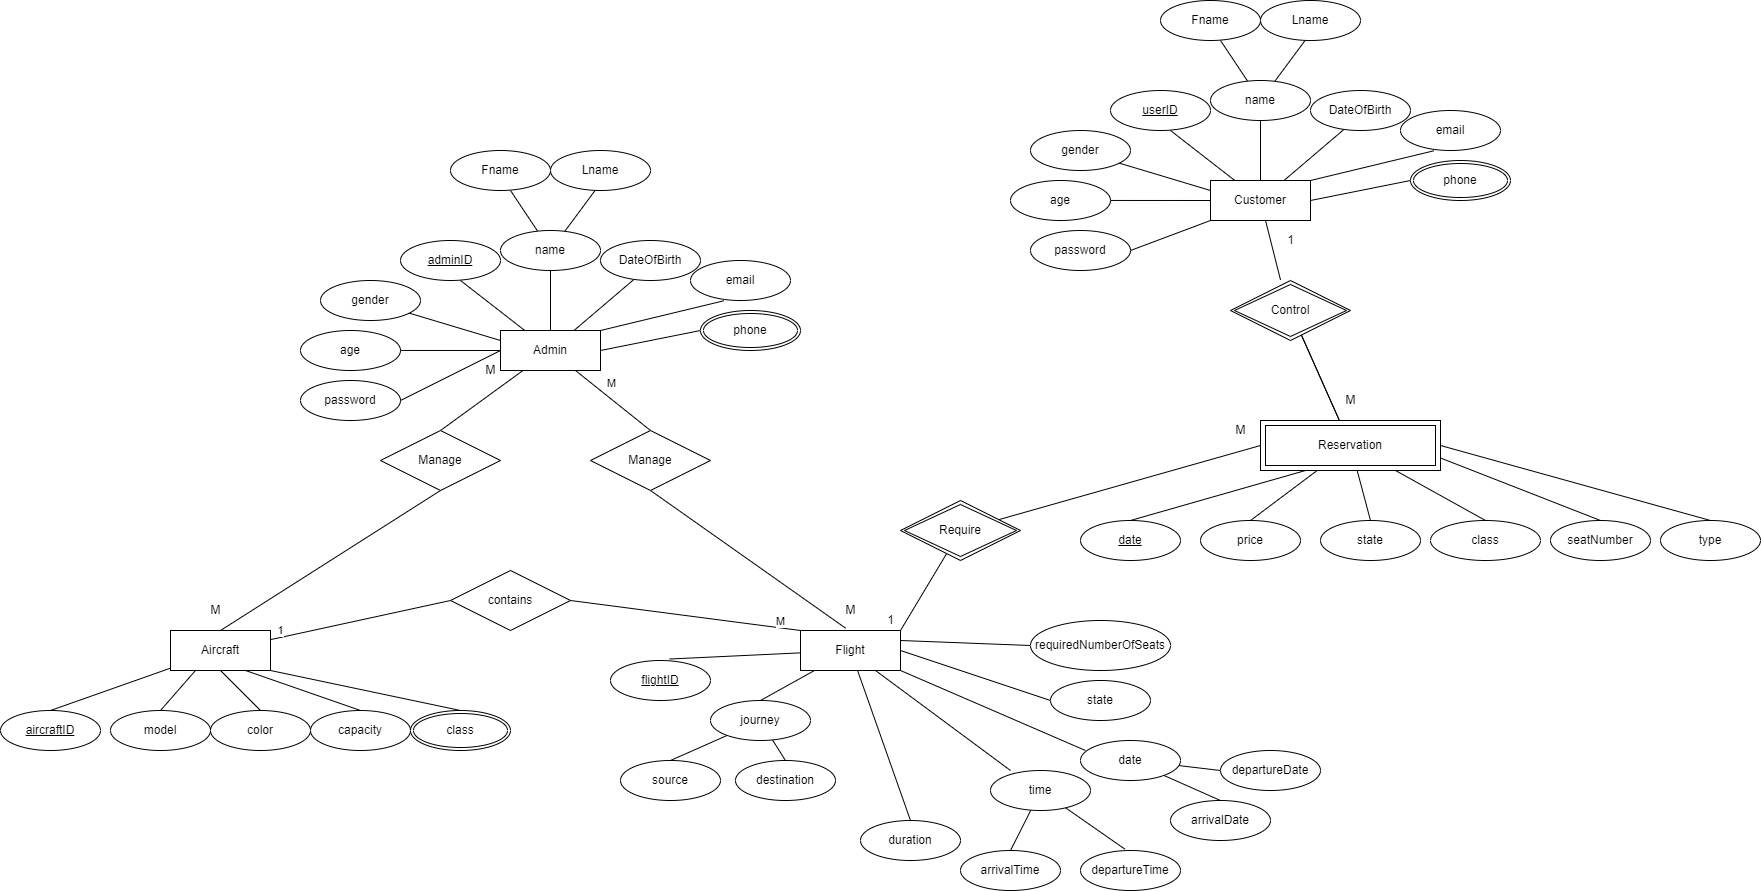 Fname
Lname
name
userID
DateOfBirth
email
gender
phone
age
Customer
password
1
Control
M
Fname
Lname
name
adminID
DateOfBirth
email
gender
phone
age
Admin
M
M
password
Manage
Manage
M
Reservation
Require
date
price
state
class
seatNumber
type
contains
M
1
M
M
1
Aircraft
Flight
requiredNumberOfSeats
flightID
state
aircraftID
model
color
capacity
class
journey
source
destination
date
departureDate
arrivalDate
time
duration
arrivalTime
departureTime